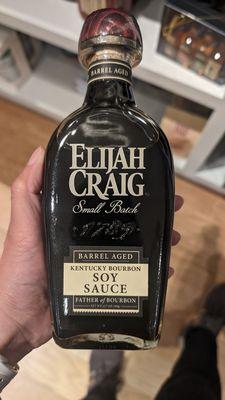 BARREL AGED
ELIJAH
CRAIG
Small Batch
1789
BARREL AGED
KENTUCKY BOURBON
SOY
SAUCE
FATHER of BOURBON